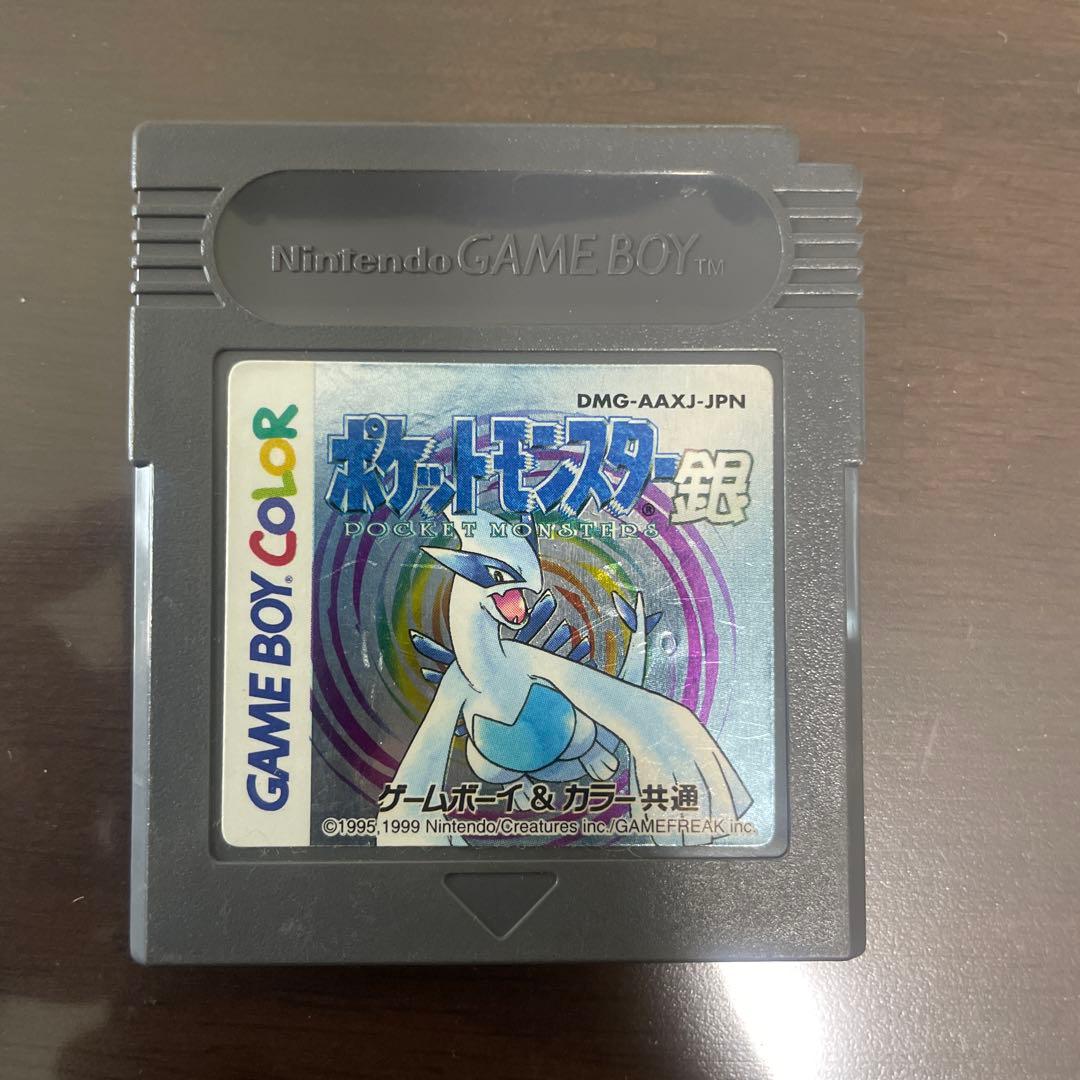 Nintendo GAME BOY™
GAME BOY® COLOR
DMG-AAXJ-JPN
ポケットモンスター®銀
POCKET MONSTERS
ゲームボーイ & カラー共通
©1995,1999 Nintendo/Creatures inc./GAMEFREAK inc.